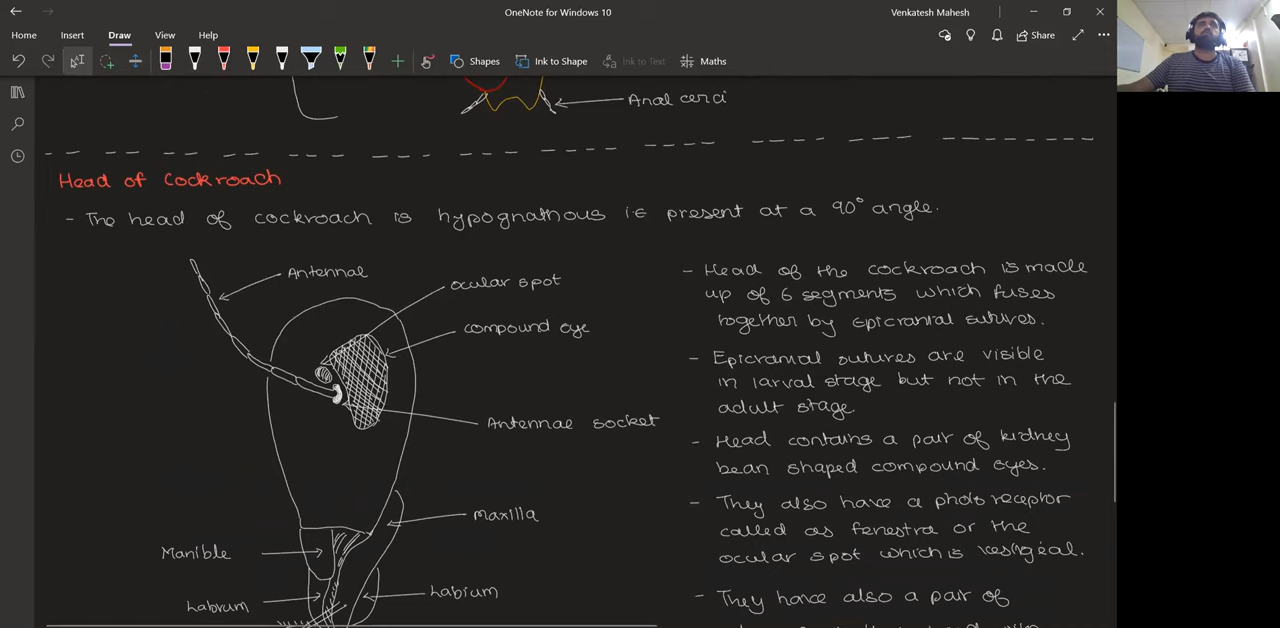 OneNote for Windows 10
Venkatesh Mahesh
Home Insert Draw View Help
Share
Shapes Ink to Shape Ink to Text Maths
Anal cerci
Head of Cockroach
- The head of cockroach is hypognathous i.e present at a 90° angle.
Antennal
ocular spot
compound eye
Antennae socket
Maxilla
Manible
Labrum
Labium
- Head of the cockroach is made
up of 6 segments which fuses
together by Epicranial sutures.
- Epicranial sutures are visible
in larval stage but not in the
adult stage.
- Head contains a pair of kidney
bean shaped compound eyes.
- They also have a photo receptor
called as fenestra or the
ocular spot which is
- They have also a pair of